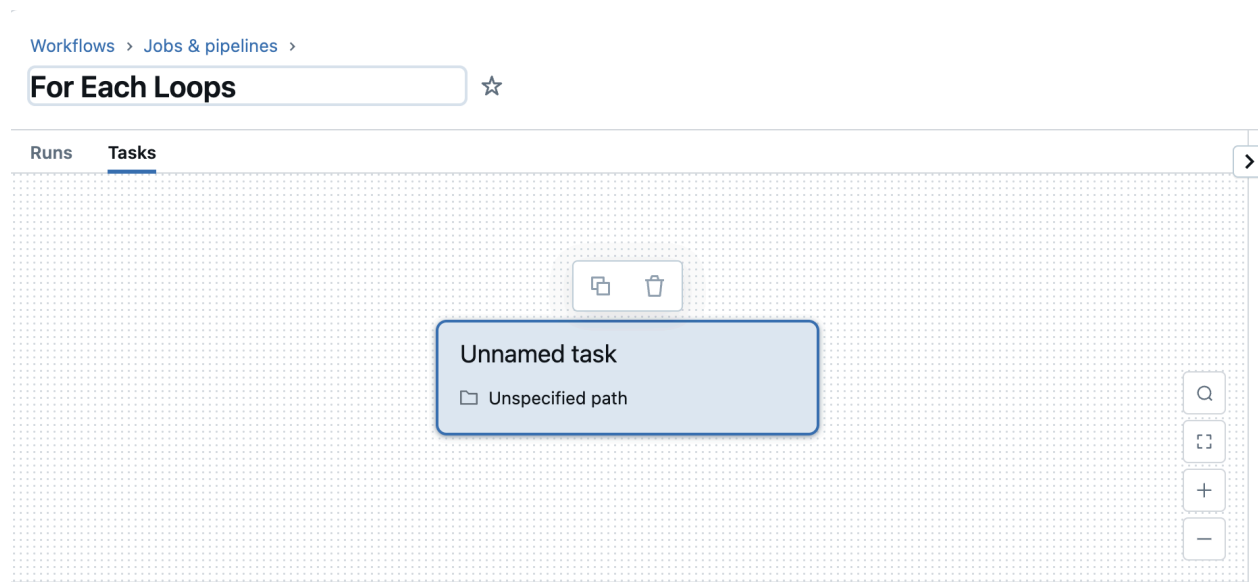 Workflows > Jobs & pipelines >
For Each Loops
Runs Tasks
Unnamed task
Unspecified path